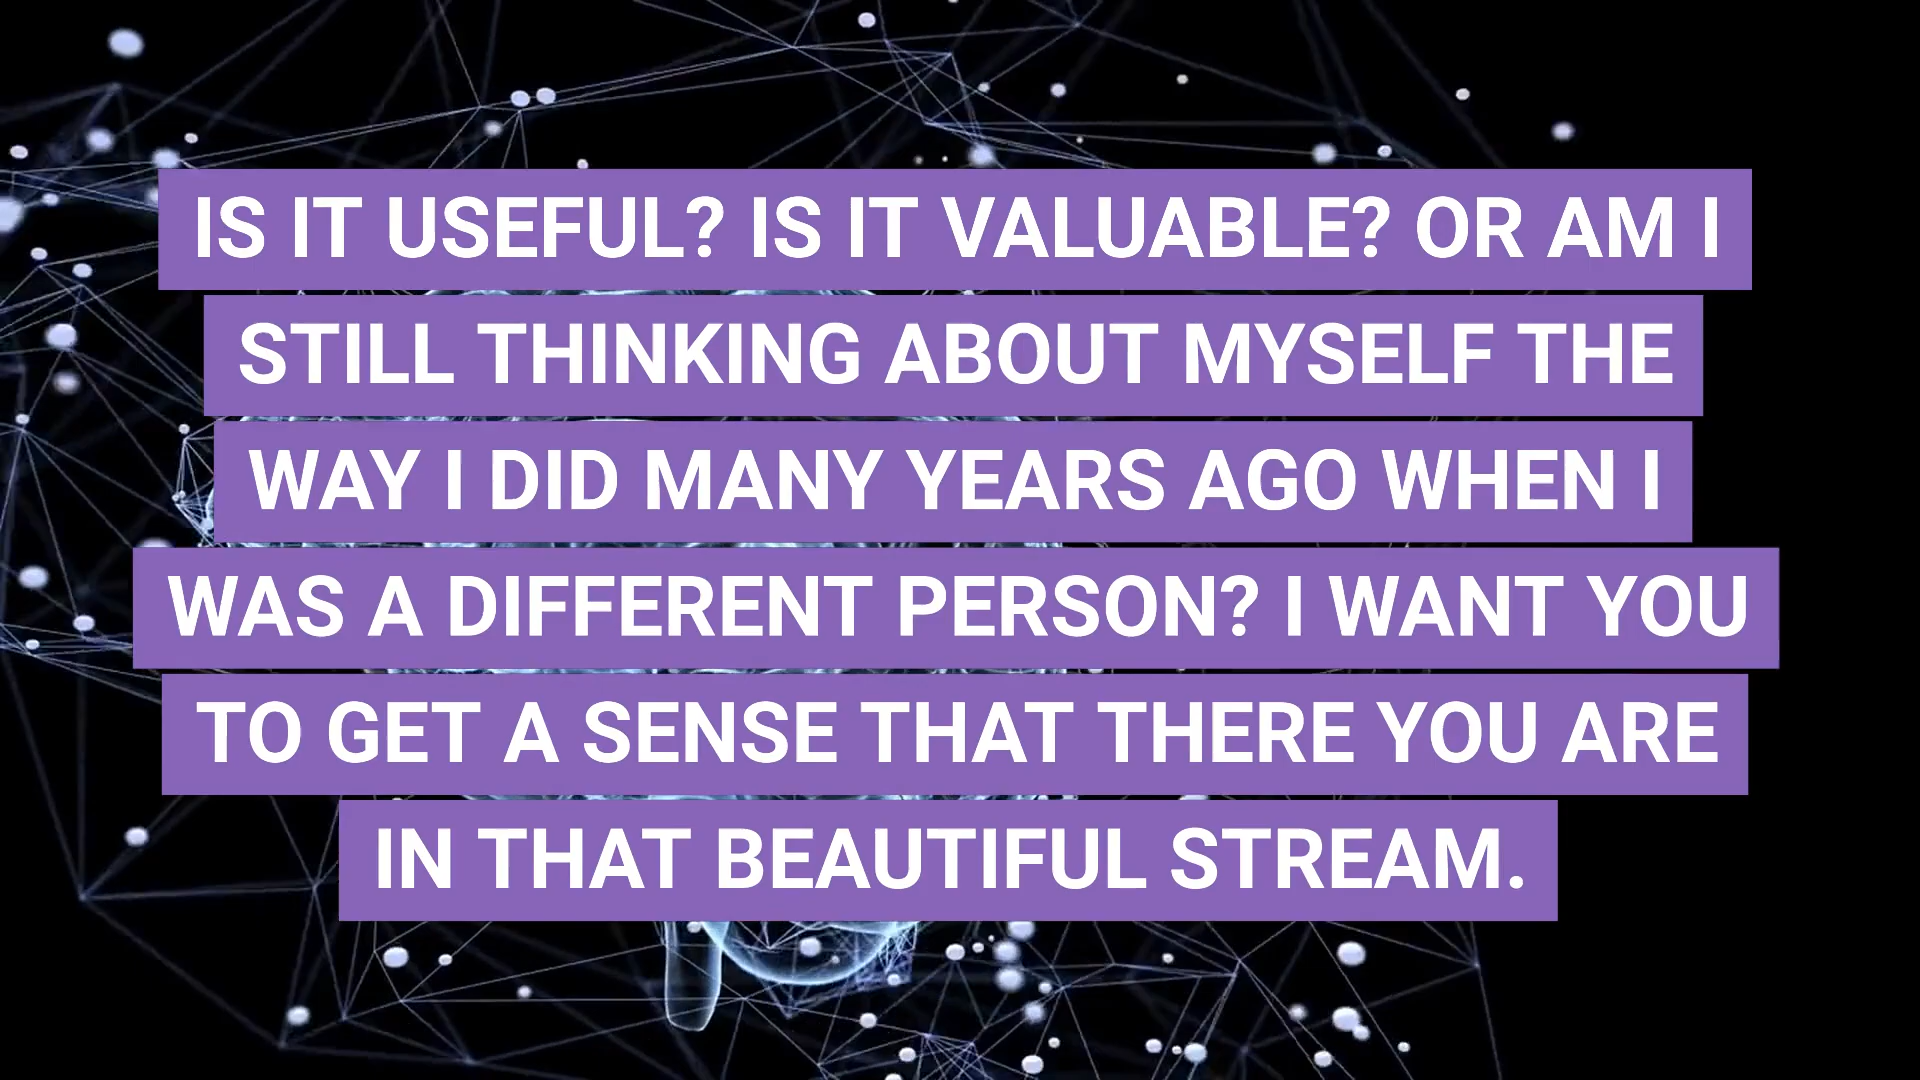 IS IT USEFUL? IS IT VALUABLE? OR AM I
STILL THINKING ABOUT MYSELF THE
WAY I DID MANY YEARS AGO WHEN I
WAS A DIFFERENT PERSON? I WANT YOU
TO GET A SENSE THAT THERE YOU ARE
IN THAT BEAUTIFUL STREAM.